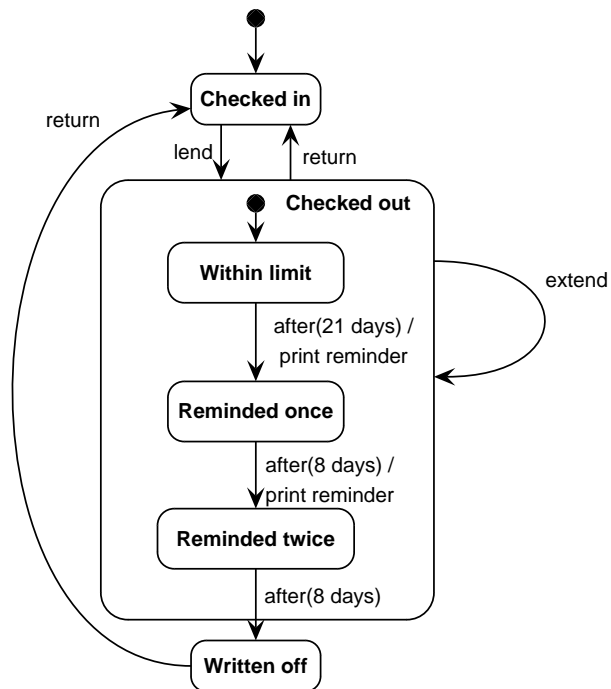 Checked in
return
lend
return
Checked out
Within limit
extend
after(21 days) /
print reminder
Reminded once
after(8 days) /
print reminder
Reminded twice
after(8 days)
Written off